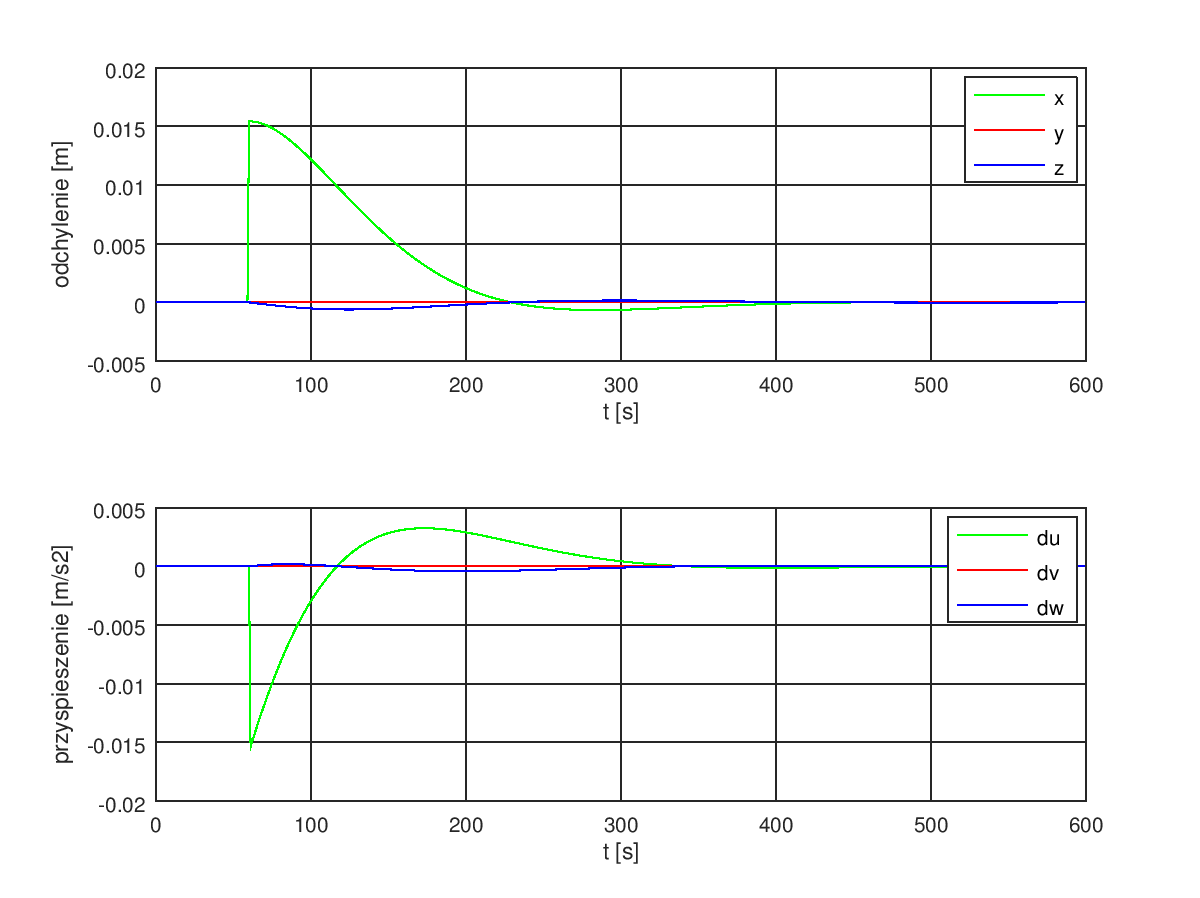 0.02
0.015
0.01
0.005
0
-0.005
odchylenie [m]
0 100 200 300 400 500 600
t [s]
x
y
z
0.005
0
-0.005
-0.01
-0.015
-0.02
przyspieszenie [m/s2]
0 100 200 300 400 500 600
t [s]
du
dv
dw